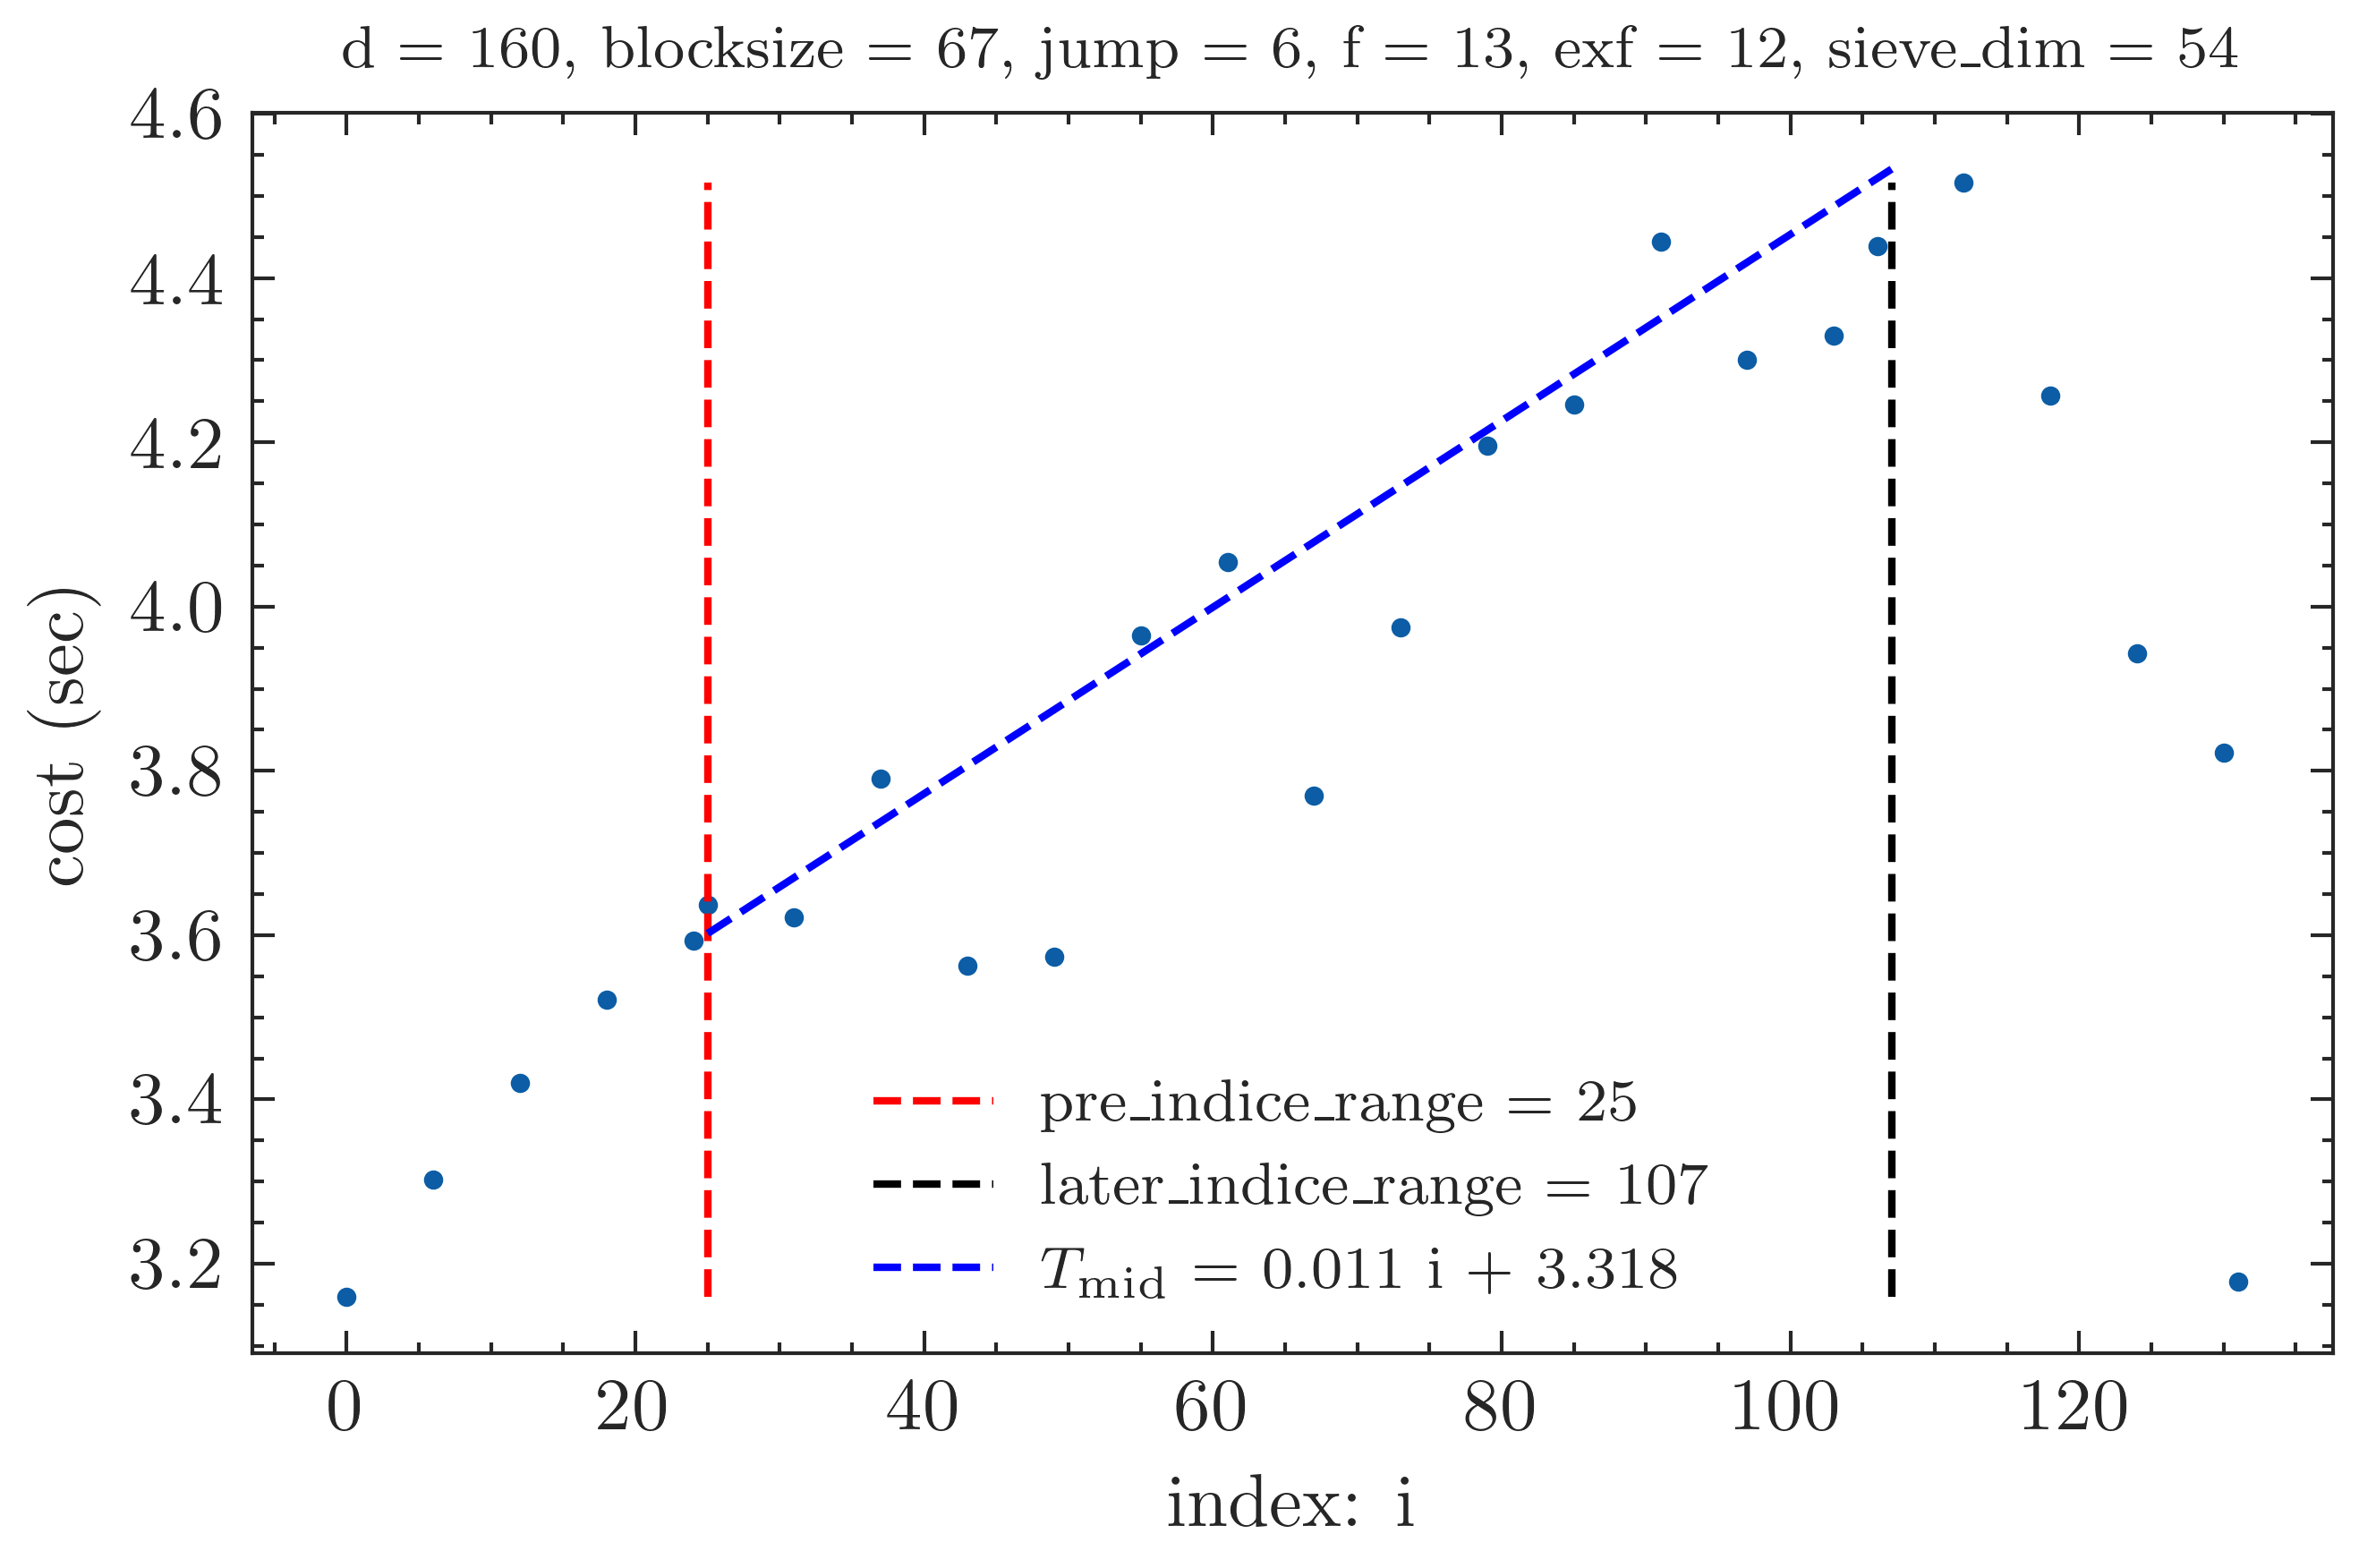 d = 160, blocksize = 67, jump = 6, f = 13, exf = 12, sieve_dim = 54
4.6
4.4
4.2
4.0
3.8
3.6
3.4
3.2
cost (sec)
pre_indice_range = 25
later_indice_range = 107
T_mid = 0.011 i + 3.318
0 20 40 60 80 100 120
index: i